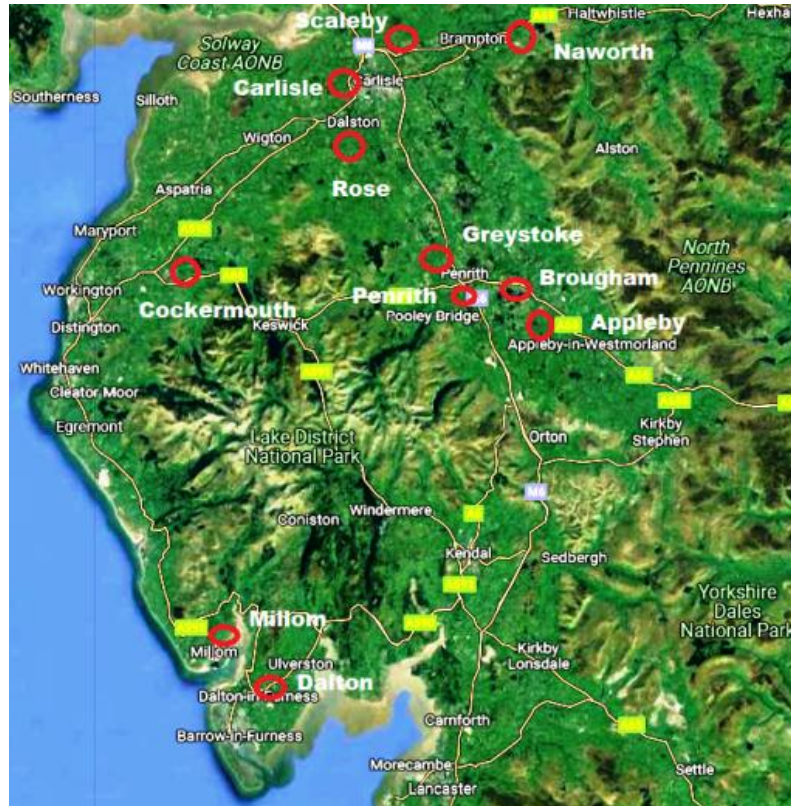 Scaleby
Haltwhistle
Hexha
Solway
Coast AONB
M6
Brampton
Naworth
Southerness
Silloth
Carlisle
Carlisle
Dalston
Wigton
Alston
Rose
Aspatria
Maryport
Greystoke
North
Pennines
AONB
Penrith
Brougham
Workington
Cockermouth
Penrith
Distington
Keswick
Pooley Bridge
Appleby
Appleby-in-Westmorland
Whitehaven
Cleator Moor
Egremont
Kirkby
Stephen
Orton
Lake District
National Park
M6
Coniston
Windermere
Kendal
Sedbergh
Yorkshire
Dales
National Park
Millom
Millom
Ulverston
Kirkby
Lonsdale
Dalton
Dalton-in-Furness
Barrow-in-Furness
Carnforth
Morecambe
Settle
Lancaster